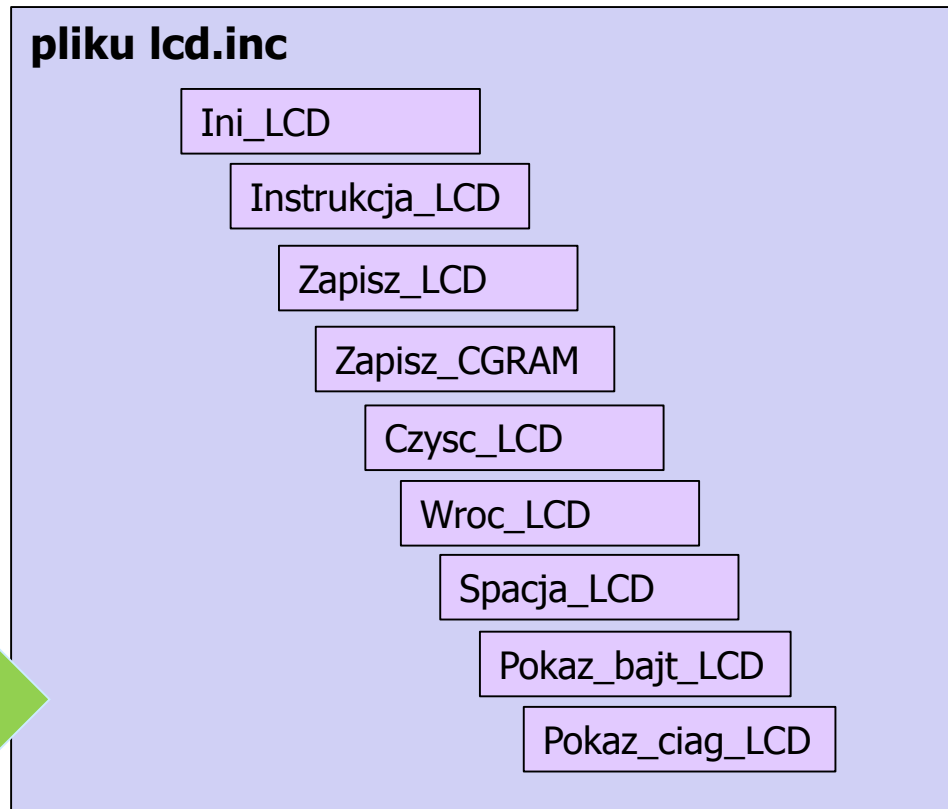 pliku lcd.inc
Ini_LCD
Instrukcja_LCD
Zapisz_LCD
Zapisz_CGRAM
Czysc_LCD
Wroc_LCD
Spacja_LCD
Pokaz_bajt_LCD
Pokaz_ciag_LCD